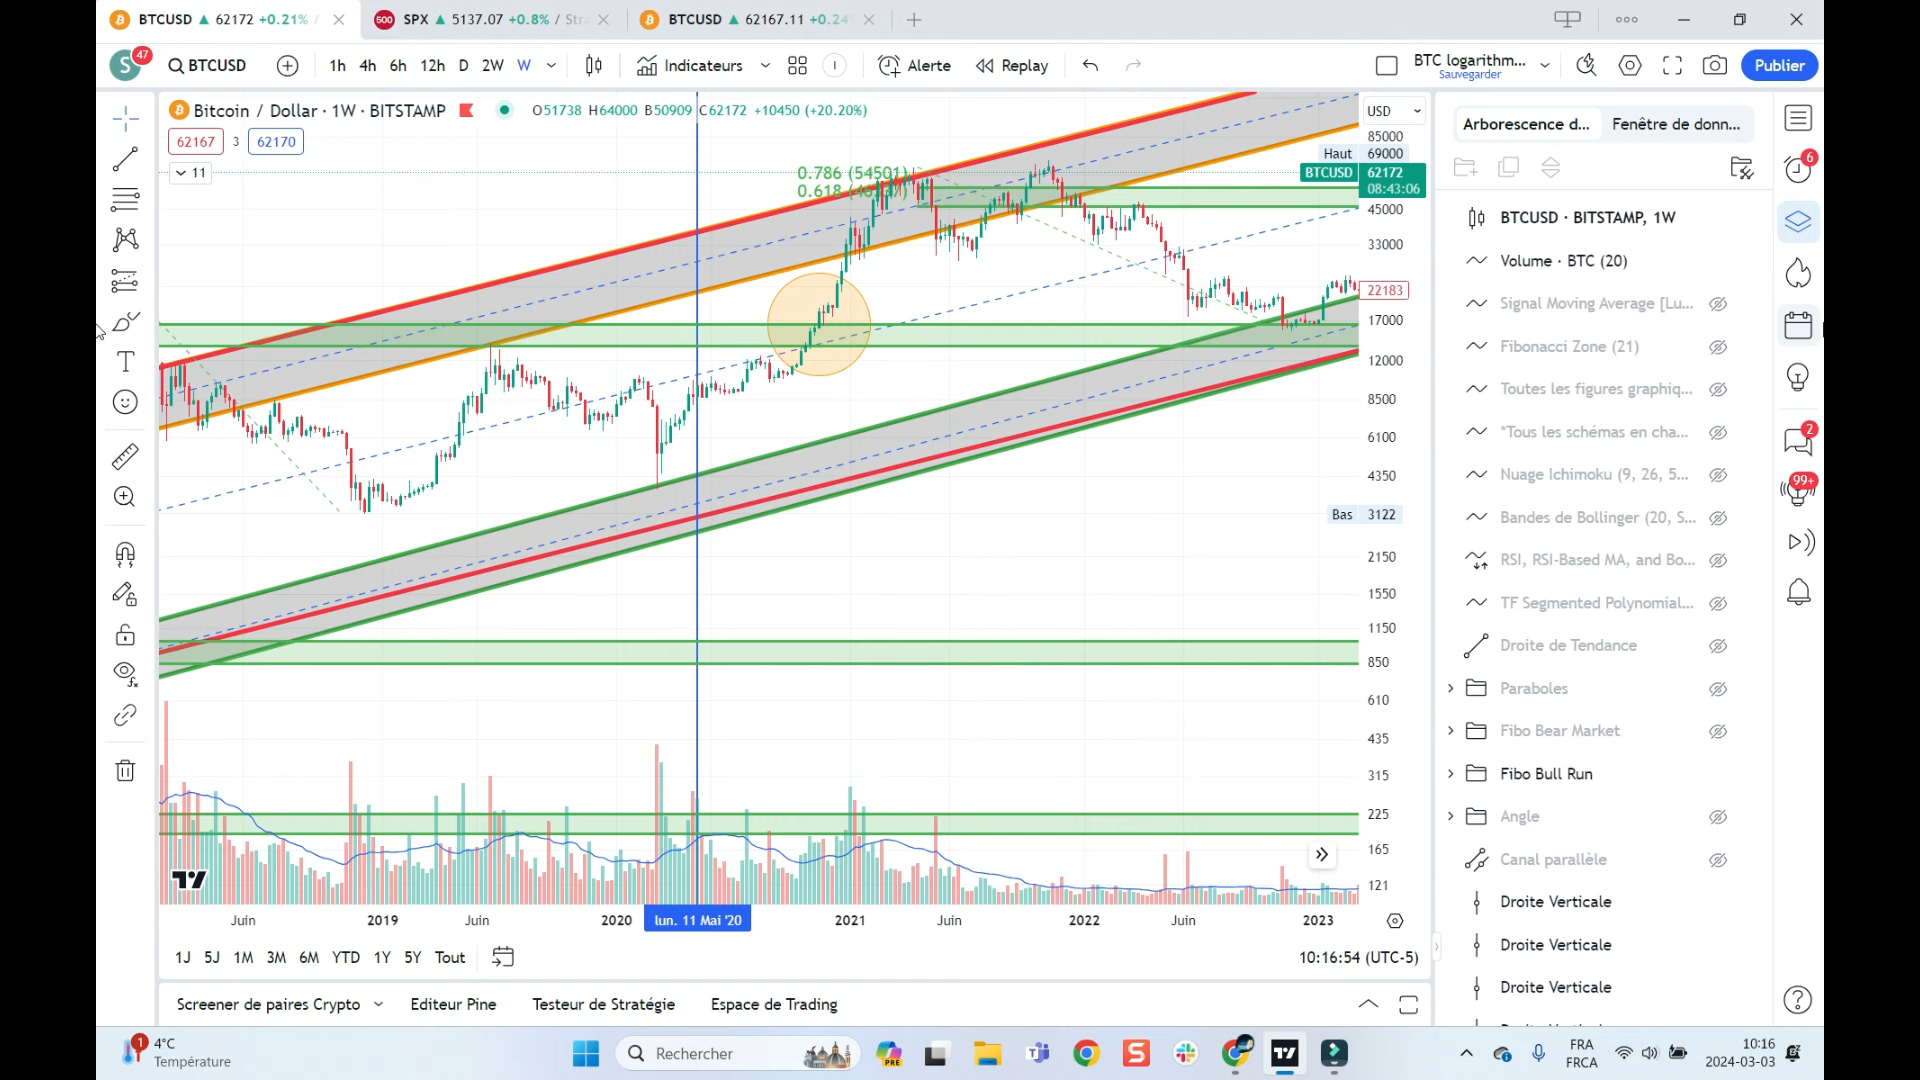 BTCUSD ▲ 62172 +0.21% /
500 SPX ▲ 5137.07 +0.8% / Stra
BTCUSD ▲ 62167.11 +0.24
S 47
BTCUSD
1h 4h 6h 12h D 2W W
Indicateurs
Alerte
Replay
BTC logarithm...
Sauvegarder
Publier
Bitcoin / Dollar · 1W · BITSTAMP
O51738 H64000 B50909 C62172 +10450 (+20.20%)
62167 3 62170
11
0.786 (54501)
USD
85000
Haut 69000
BTCUSD 62172
08:43:06
45000
33000
22183
17000
12000
8500
6100
4350
Bas 3122
2150
1550
1150
850
610
435
315
225
165
121
Juin 2019 Juin 2020 lun. 11 Mai '20 2021 Juin 2022 Juin 2023
1J 5J 1M 3M 6M YTD 1Y 5Y Tout
10:16:54 (UTC-5)
Screener de paires Crypto
Editeur Pine
Testeur de Stratégie
Espace de Trading
Arborescence d...
Fenêtre de donn...
BTCUSD · BITSTAMP, 1W
Volume · BTC (20)
Signal Moving Average [Lu...
Fibonacci Zone (21)
Toutes les figures graphiq...
*Tous les schémas en cha...
Nuage Ichimoku (9, 26, 5...
Bandes de Bollinger (20, S...
RSI, RSI-Based MA, and Bo...
TF Segmented Polynomial...
Droite de Tendance
Paraboles
Fibo Bear Market
Fibo Bull Run
Angle
Canal parallèle
Droite Verticale
Droite Verticale
Droite Verticale
6
2
99+
1
4°C
Température
Rechercher
PRE
FRA
FRCA
10:16
2024-03-03